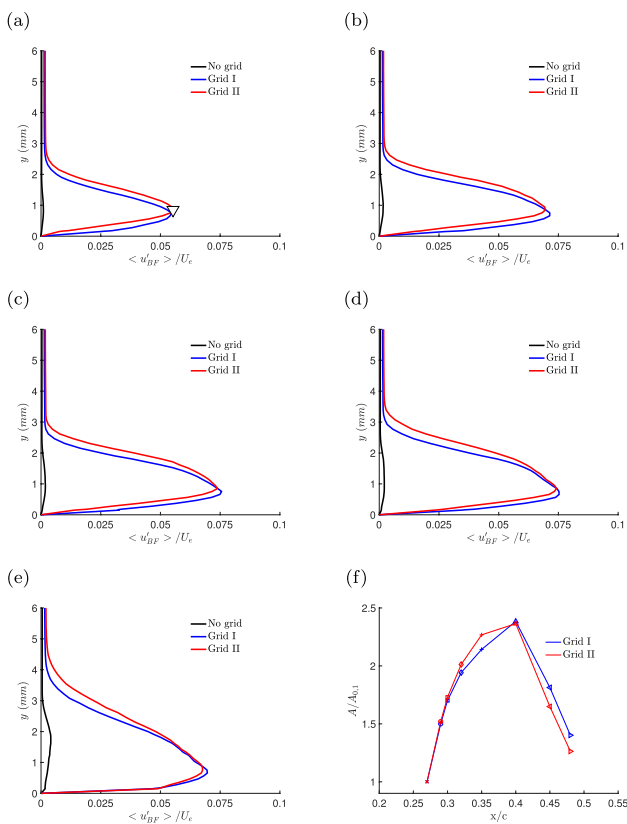 (a)
6
5
4
3
2
1
0
y (mm)
No grid
Grid I
Grid II
0 0.025 0.05 0.075 0.1
< u′BF > /Ue
(b)
6
5
4
3
2
1
0
y (mm)
No grid
Grid I
Grid II
0 0.025 0.05 0.075 0.1
< u′BF > /Ue
(c)
6
5
4
3
2
1
0
y (mm)
No grid
Grid I
Grid II
0 0.025 0.05 0.075 0.1
< u′BF > /Ue
(d)
6
5
4
3
2
1
0
y (mm)
No grid
Grid I
Grid II
0 0.025 0.05 0.075 0.1
< u′BF > /Ue
(e)
6
5
4
3
2
1
0
y (mm)
No grid
Grid I
Grid II
0 0.025 0.05 0.075 0.1
< u′BF > /Ue
(f)
2.5
2
1.5
1
A/A0.1
Grid I
Grid II
0.2 0.25 0.3 0.35 0.4 0.45 0.5 0.55
x/c